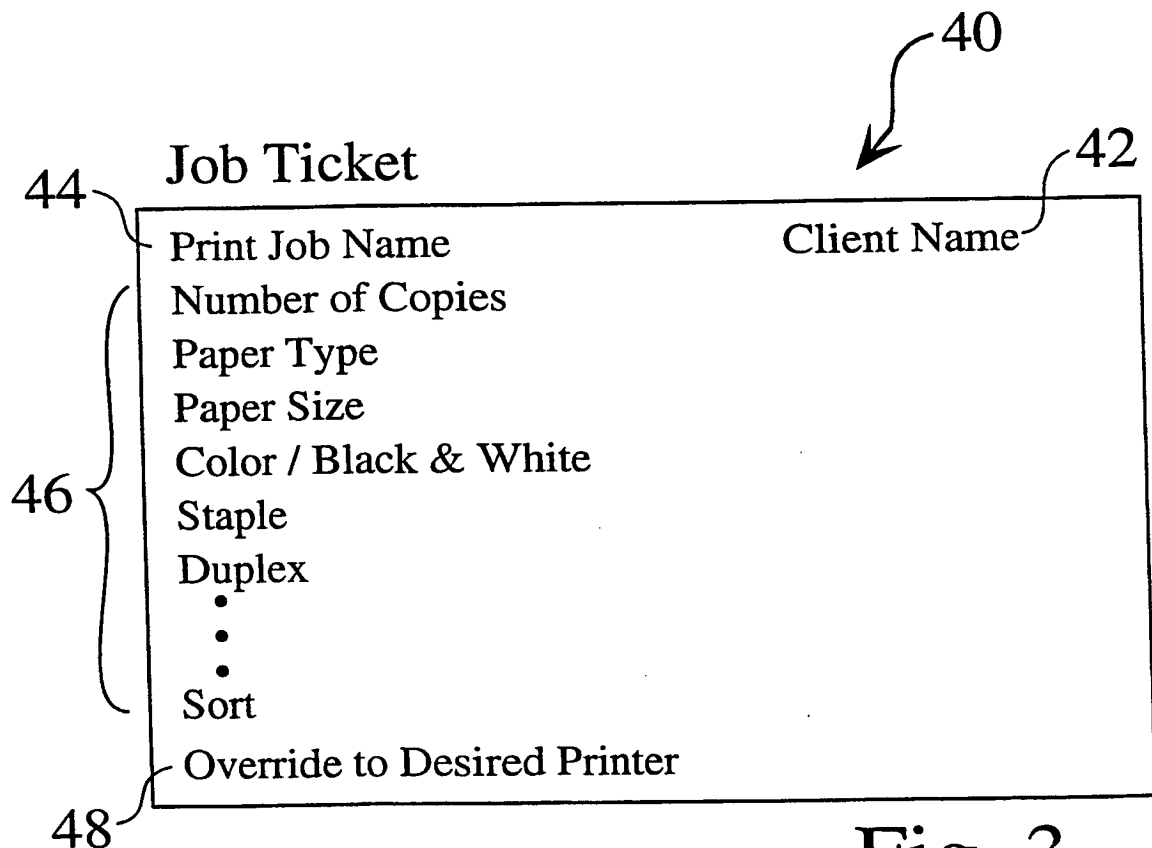 40
Job Ticket
42
44
Print Job Name
Client Name
Number of Copies
Paper Type
Paper Size
Color / Black & White
46
Staple
Duplex
Sort
Override to Desired Printer
48